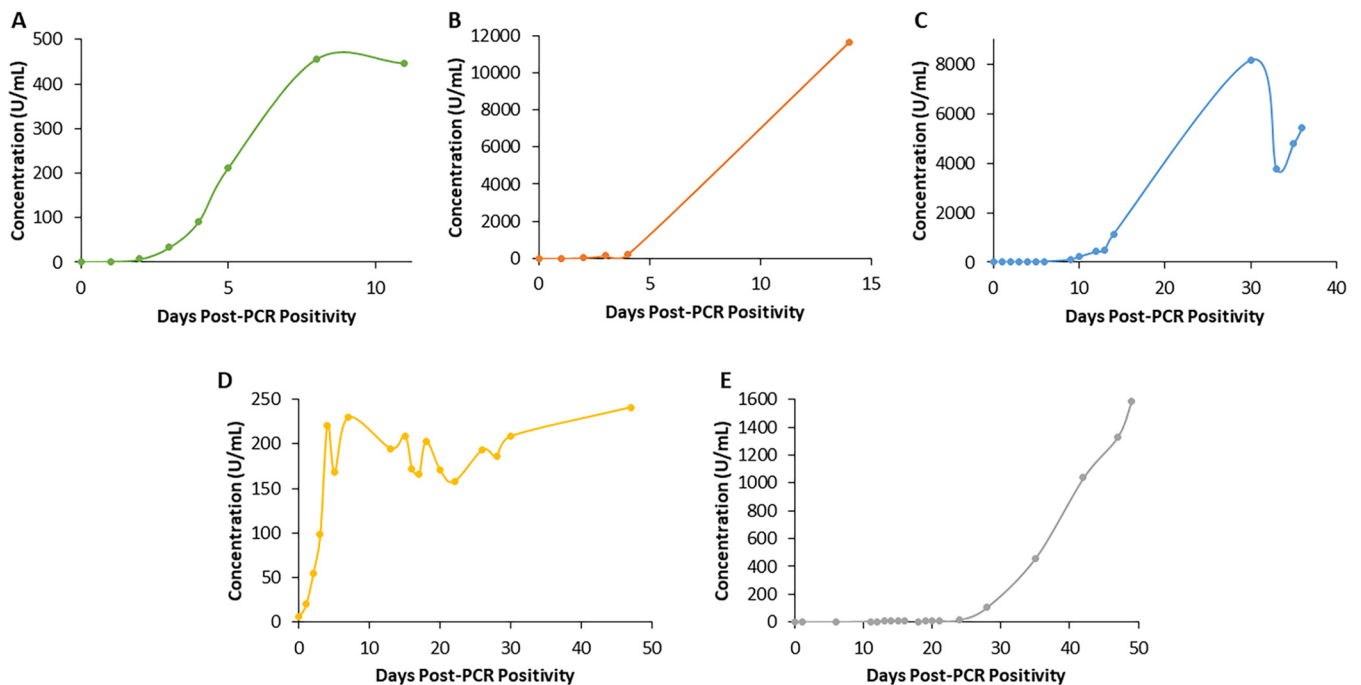 A
Concentration (U/mL)
500
400
300
200
100
0
0 5 10
Days Post-PCR Positivity
B
Concentration (U/mL)
12000
10000
8000
6000
4000
2000
0
0 5 10 15
Days Post-PCR Positivity
C
Concentration (U/mL)
8000
6000
4000
2000
0
0 10 20 30 40
Days Post-PCR Positivity
D
Concentration (U/mL)
250
200
150
100
50
0
0 10 20 30 40 50
Days Post-PCR Positivity
E
Concentration (U/mL)
1600
1400
1200
1000
800
600
400
200
0
0 10 20 30 40 50
Days Post-PCR Positivity